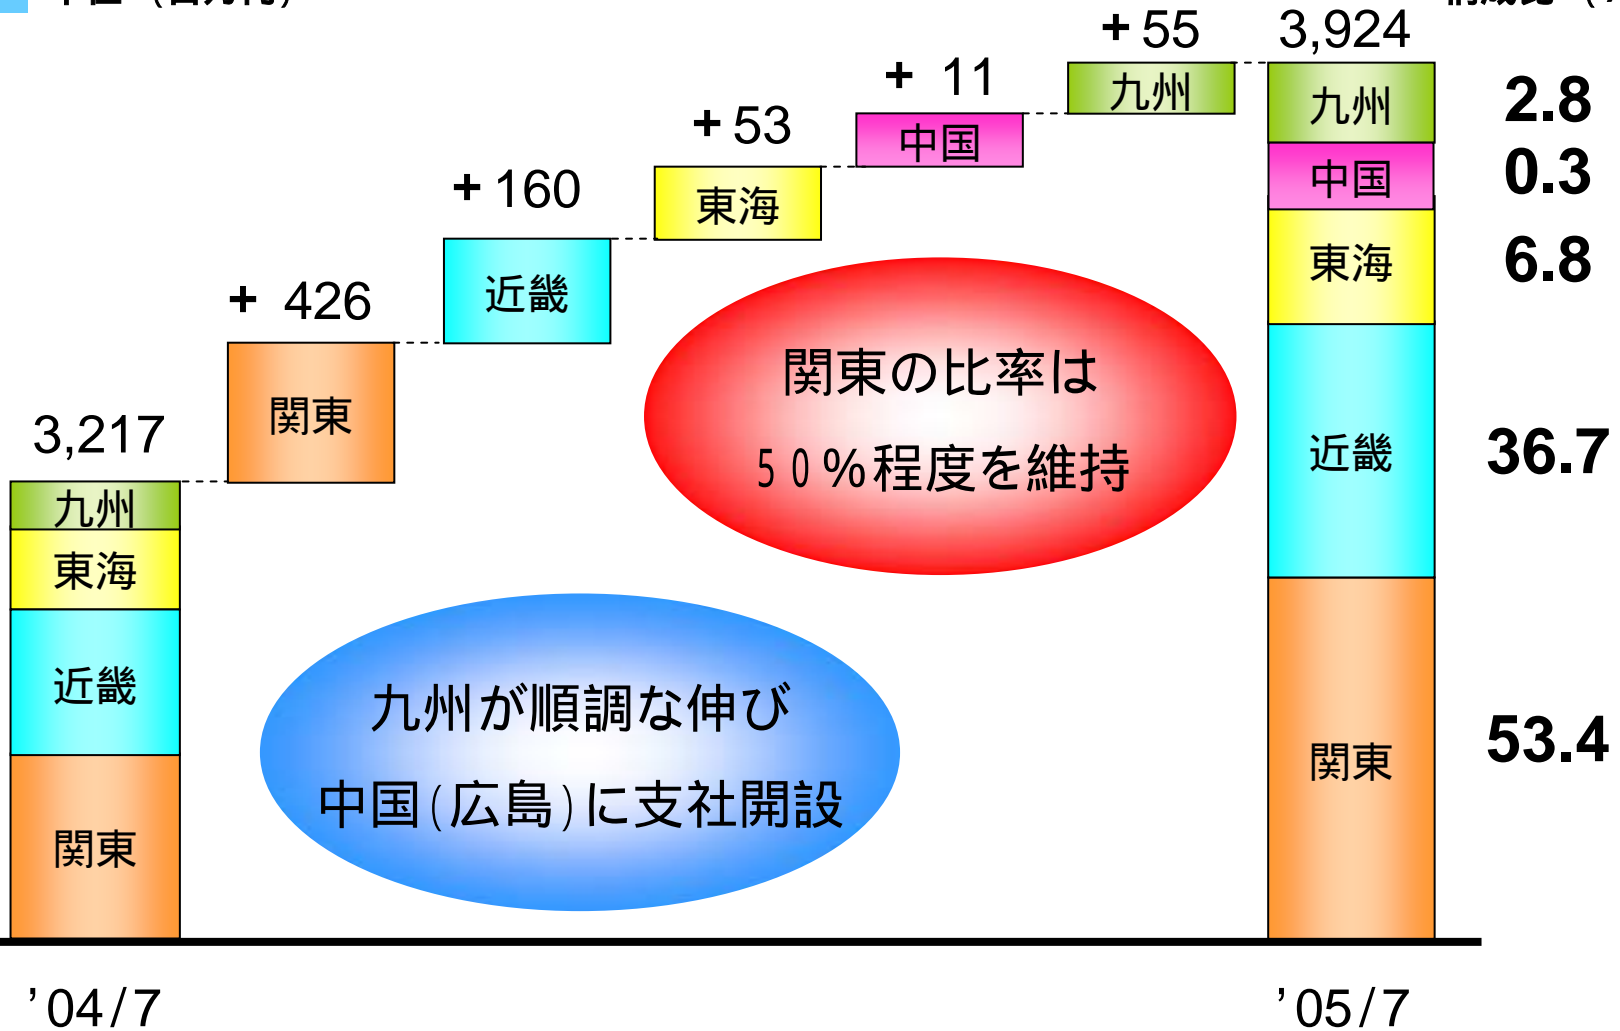 3,217
九州
東海
近畿
関東
'04/7
+ 426
関東
+160
近畿
+53
東海
+ 11
中国
+55
九州
3,924
九州
中国
東海
近畿
関東
'05/7
2.8
0.3
6.8
36.7
53.4
関東の比率は
50%程度を維持
九州が順調な伸び
中国(広島)に支社開設